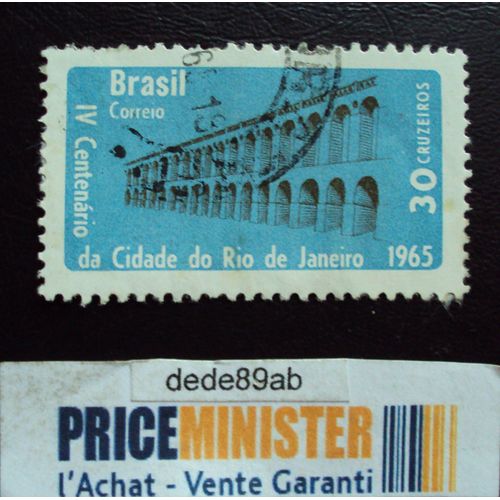 Brasil
Correio
IV Centenário
da Cidade do Rio de Janeiro 1965
30 CRUZEIROS
dede89ab
PRICEMINISTER
l'Achat - Vente Garanti